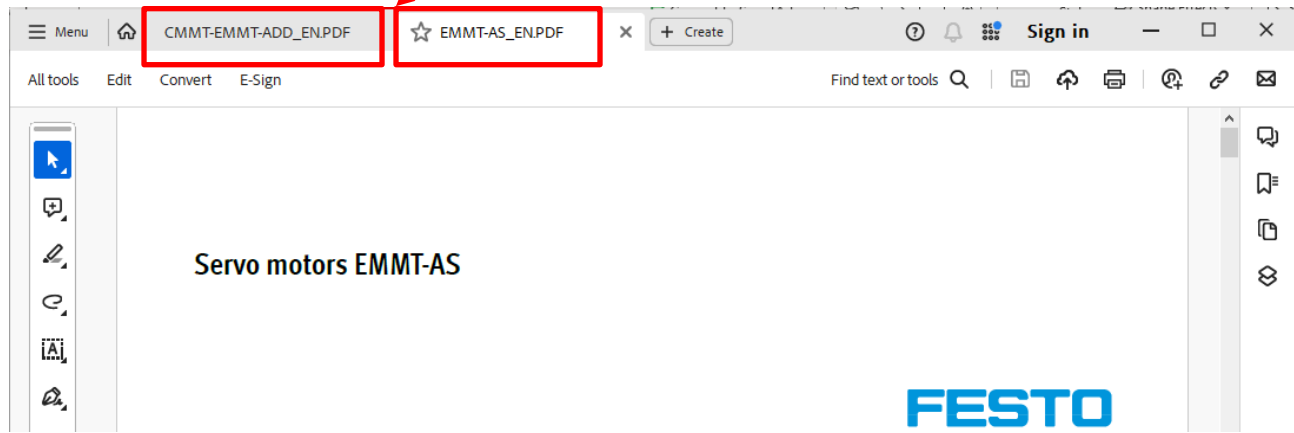 Menu CMMT-EMMT-ADD_EN.PDF EMMT-AS_EN.PDF + Create Sign in
All tools Edit Convert E-Sign Find text or tools
Servo motors EMMT-AS
FESTO